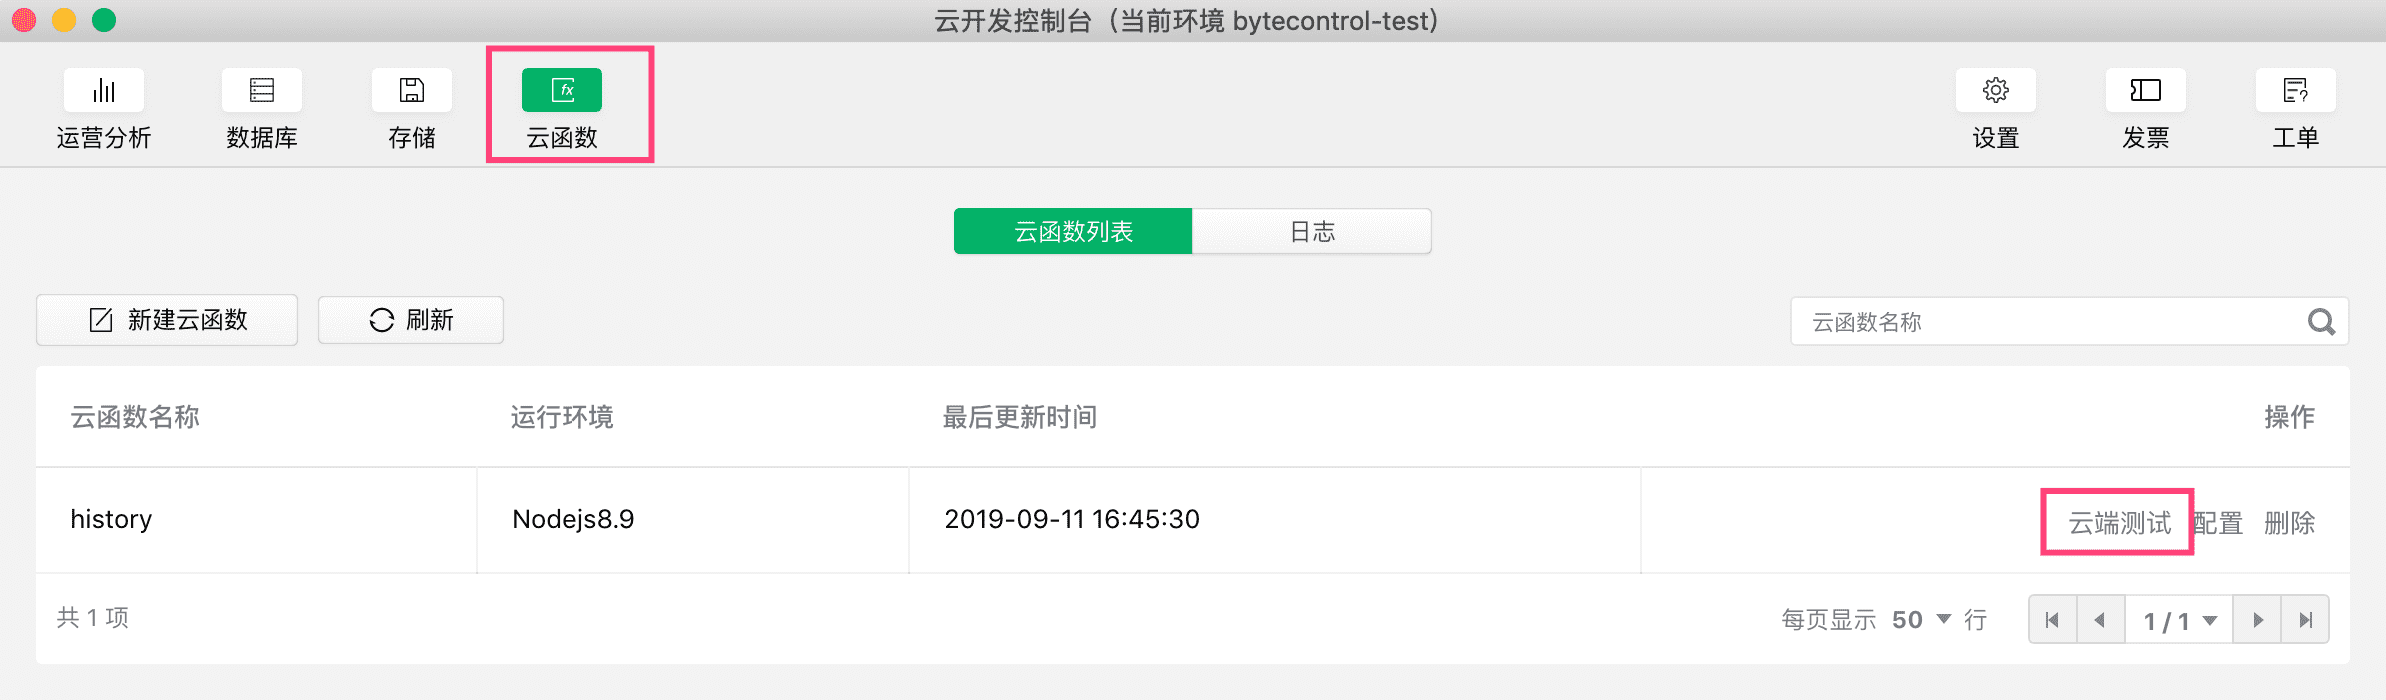 云开发控制台（当前环境 bytecontrol-test）
运营分析 数据库 存储 云函数 设置 发票 工单
云函数列表 日志
新建云函数 刷新 云函数名称
云函数名称 运行环境 最后更新时间 操作
history Nodejs8.9 2019-09-11 16:45:30 云端测试 配置 删除
共 1 项 每页显示 50 行 1 / 1